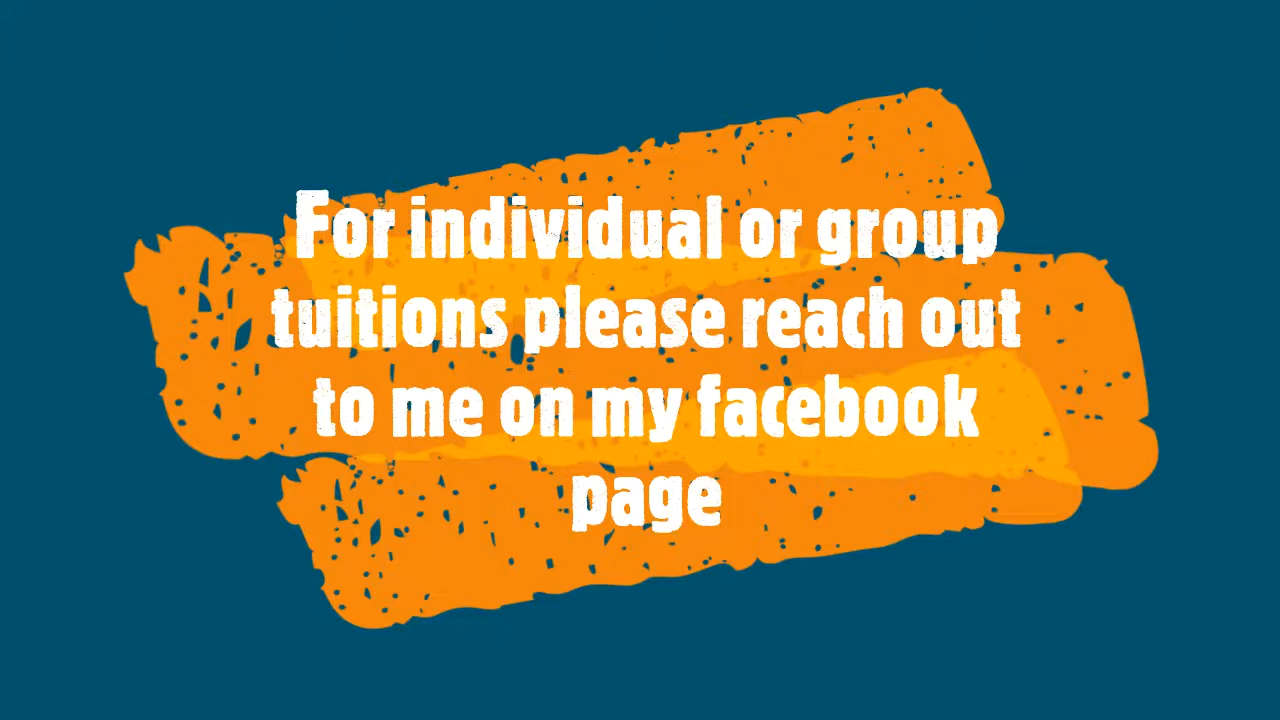 For individual or group
tuitions please reach out
to me on my facebook
page